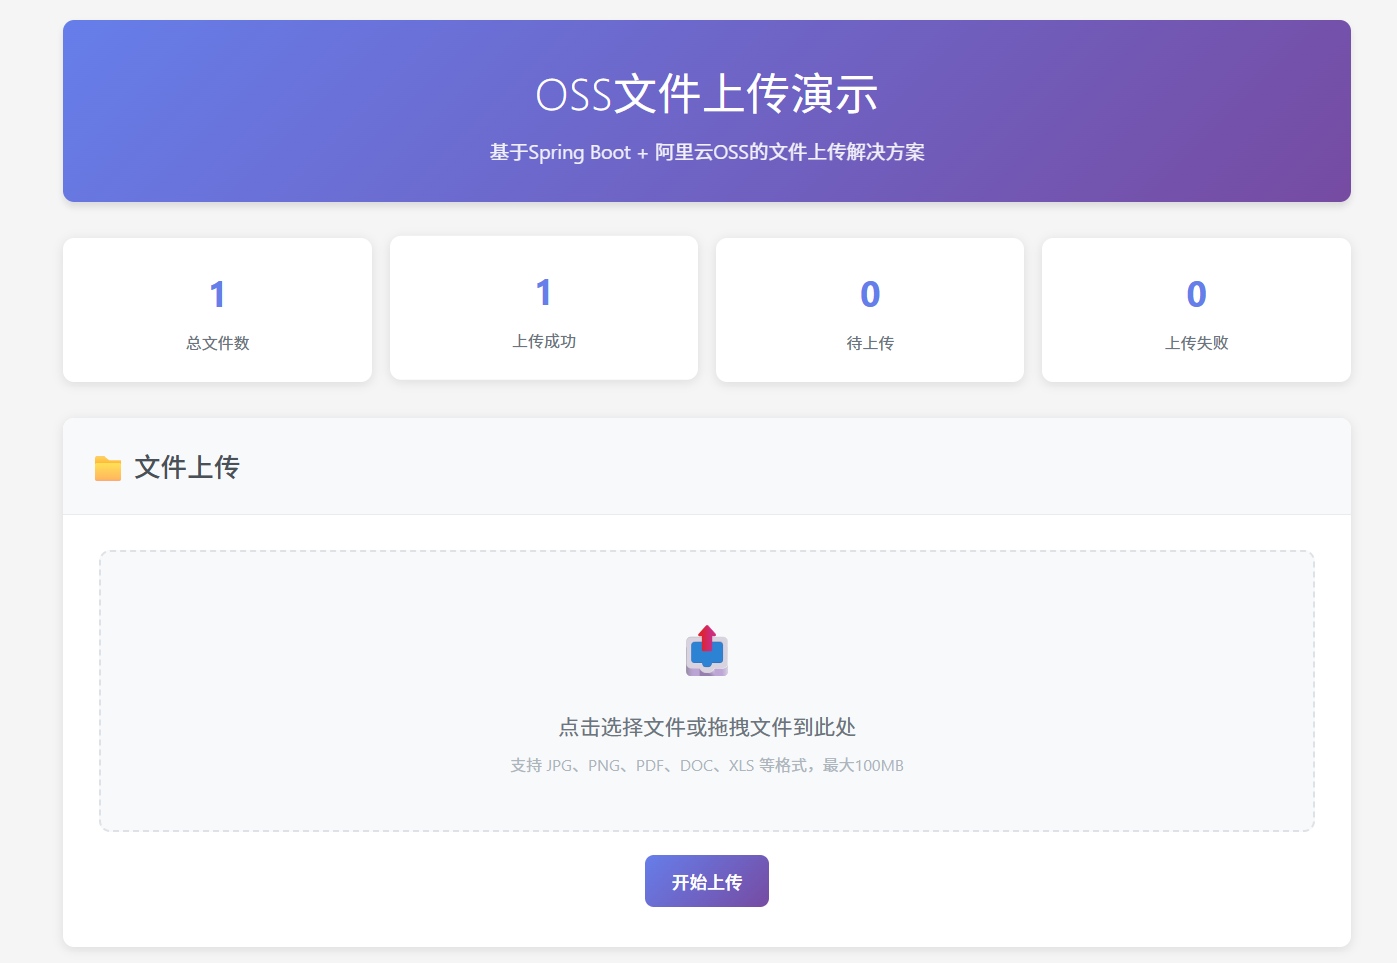 OSS文件上传演示
基于Spring Boot + 阿里云OSS的文件上传解决方案
1
总文件数
1
上传成功
0
待上传
0
上传失败
文件上传
点击选择文件或拖拽文件到此处
支持 JPG、PNG、PDF、DOC、XLS 等格式，最大100MB
开始上传